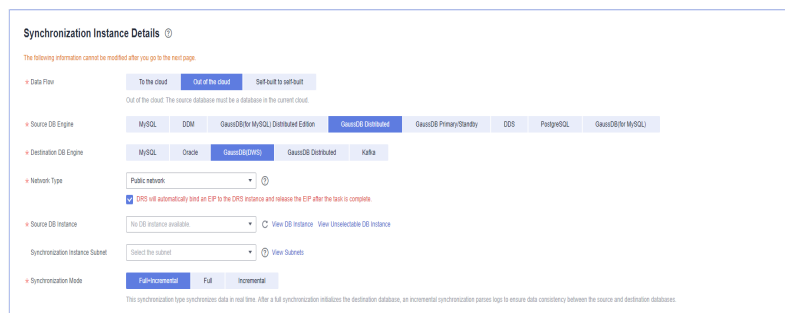 Synchronization Instance Details
The following information cannot be modified after you go to the next page.
* Data Flow To the cloud Out of the cloud Self-built to self-built
Out of the cloud: The source database must be a database in the current cloud.
* Source DB Engine MySQL DDM GaussDB(for MySQL) Distributed Edition GaussDB Distributed GaussDB Primary/Standby DDS PostgreSQL GaussDB(for MySQL)
* Destination DB Engine MySQL Oracle GaussDB(DWS) GaussDB Distributed Kafka
* Network Type Public network
DRS will automatically bind an EIP to the DRS instance and release the EIP after the task is complete.
* Source DB Instance No DB instance available. View DB Instance View Unselectable DB Instance
Synchronization Instance Subnet Select the subnet View Subnets
* Synchronization Mode Full+Incremental Full Incremental
This synchronization type synchronizes data in real time. After a full synchronization initializes the destination database, an incremental synchronization parses logs to ensure data consistency between the source and destination databases.